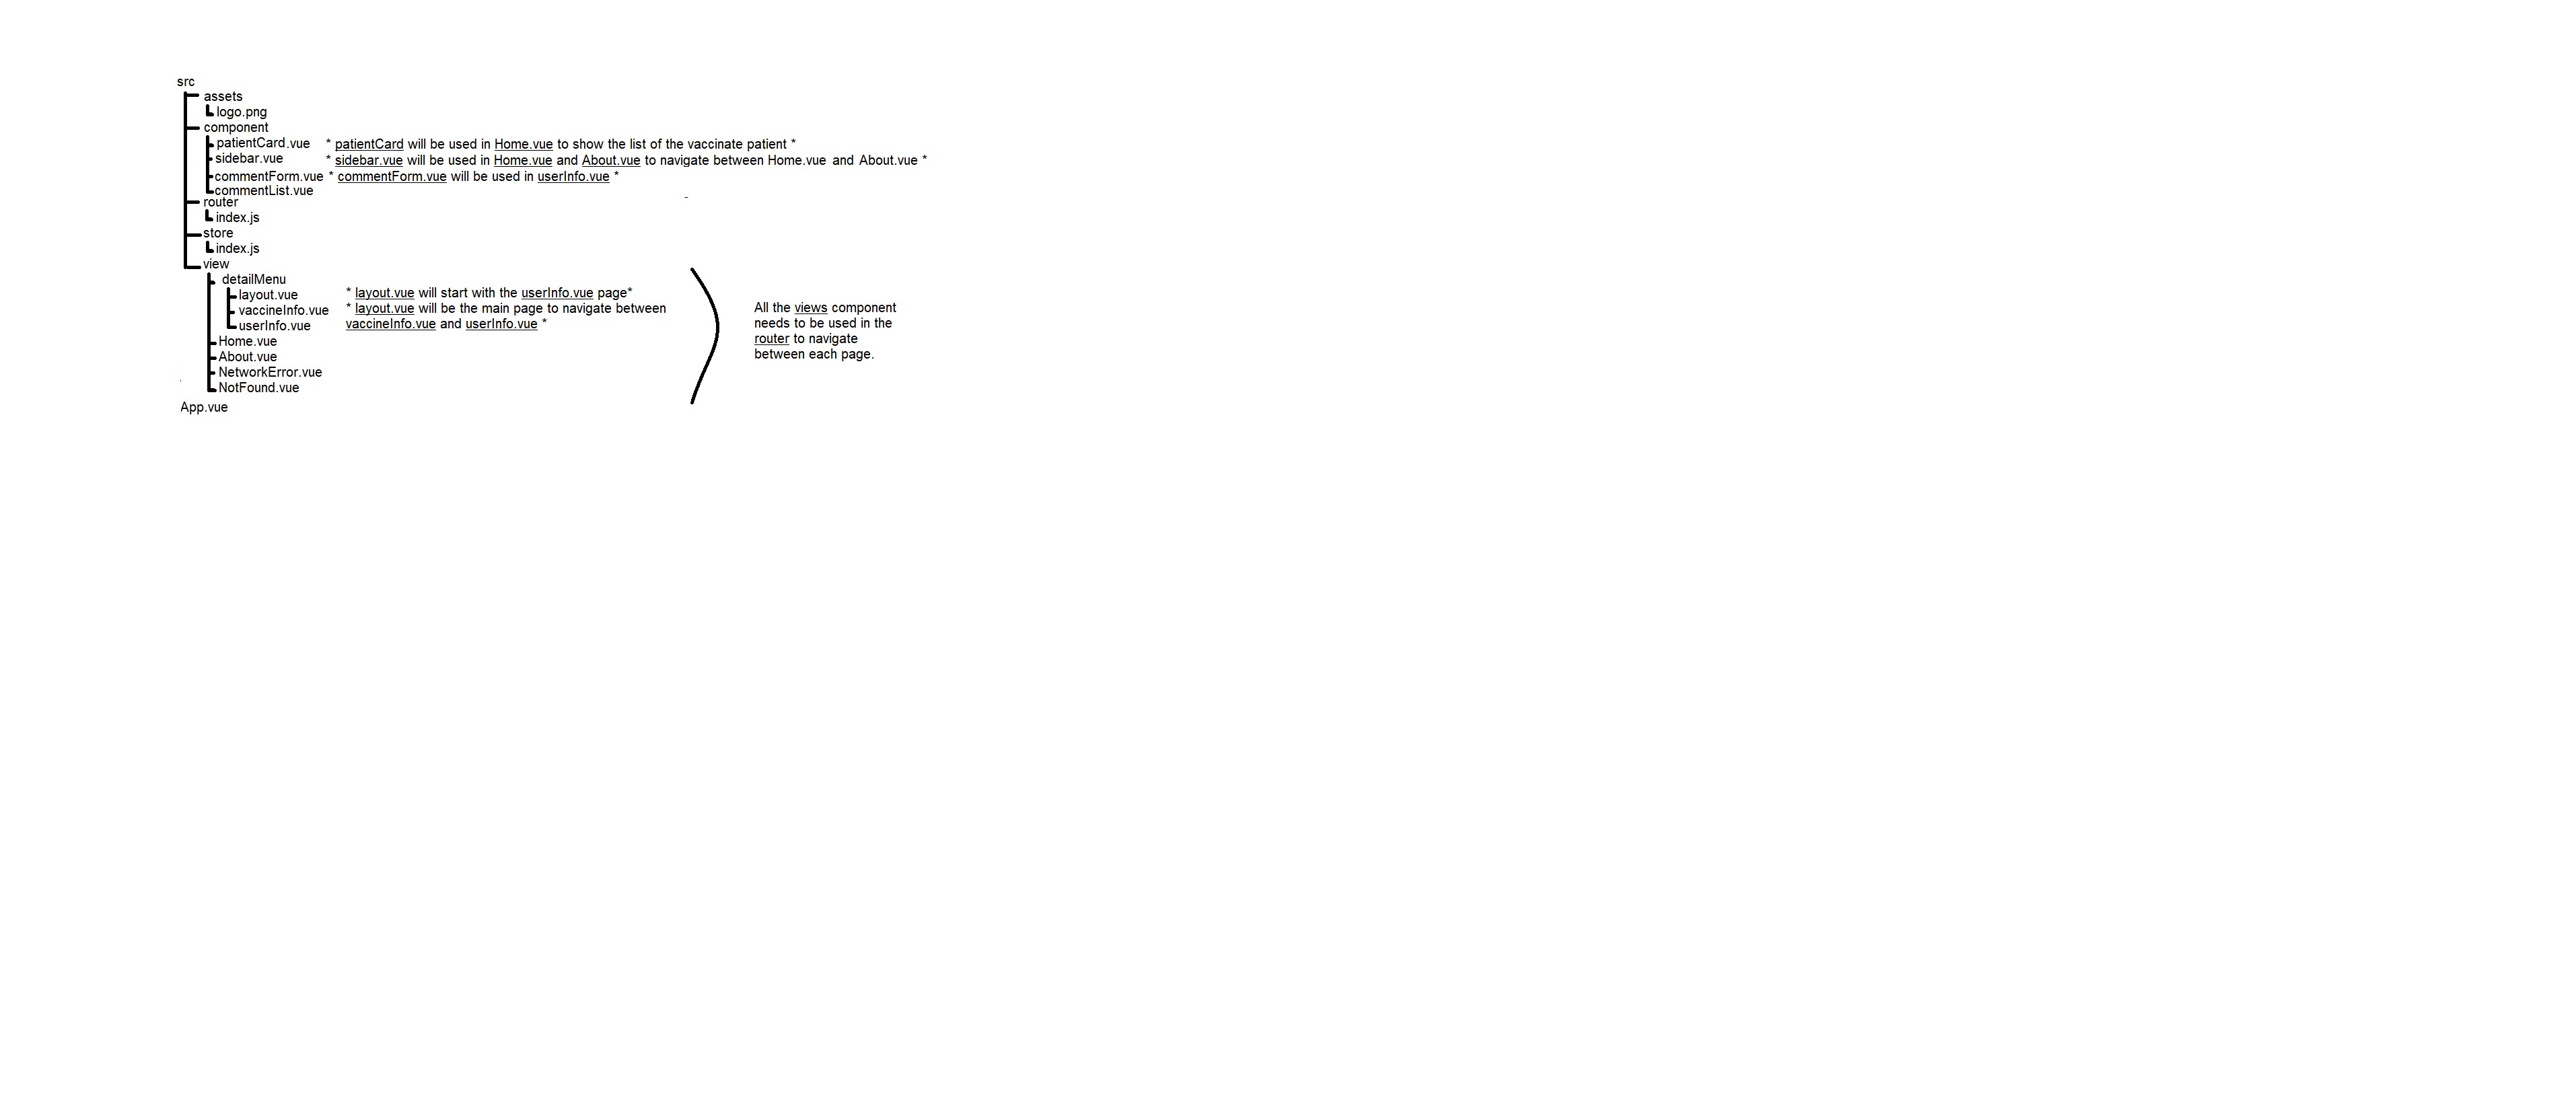 src
assets
logo.png
component
patientCard.vue * patientCard will be used in Home.vue to show the list of the vaccinate patient *
sidebar.vue * sidebar.vue will be used in Home.vue and About.vue to navigate between Home.vue and About.vue *
commentForm.vue * commentForm.vue will be used in userInfo.vue *
commentList.vue
router
index.js
store
index.js
view
detailMenu
layout.vue * layout.vue will start with the userInfo.vue page*
vaccineInfo.vue * layout.vue will be the main page to navigate between
userInfo.vue vaccineInfo.vue and userInfo.vue *
Home.vue
About.vue
NetworkError.vue
NotFound.vue
App.vue
All the views component
needs to be used in the
router to navigate
between each page.